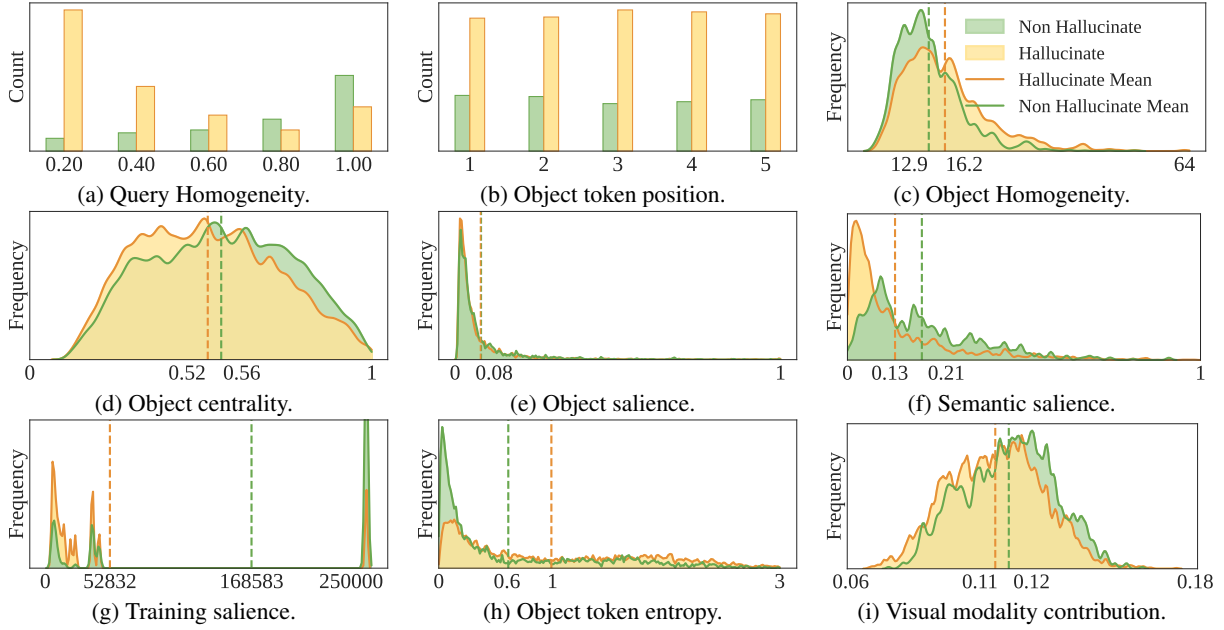 Count
0.20 0.40 0.60 0.80 1.00
(a) Query Homogeneity.
Count
1 2 3 4 5
(b) Object token position.
Frequency
Non Hallucinate
Hallucinate
Hallucinate Mean
Non Hallucinate Mean
12.9 16.2 64
(c) Object Homogeneity.
Frequency
0 0.52 0.56 1
(d) Object centrality.
Frequency
0 0.08 1
(e) Object salience.
Frequency
0 0.13 0.21 1
(f) Semantic salience.
Frequency
0 52832 168583 250000
(g) Training salience.
Frequency
0 0.6 1 3
(h) Object token entropy.
Frequency
0.06 0.11 0.12 0.18
(i) Visual modality contribution.